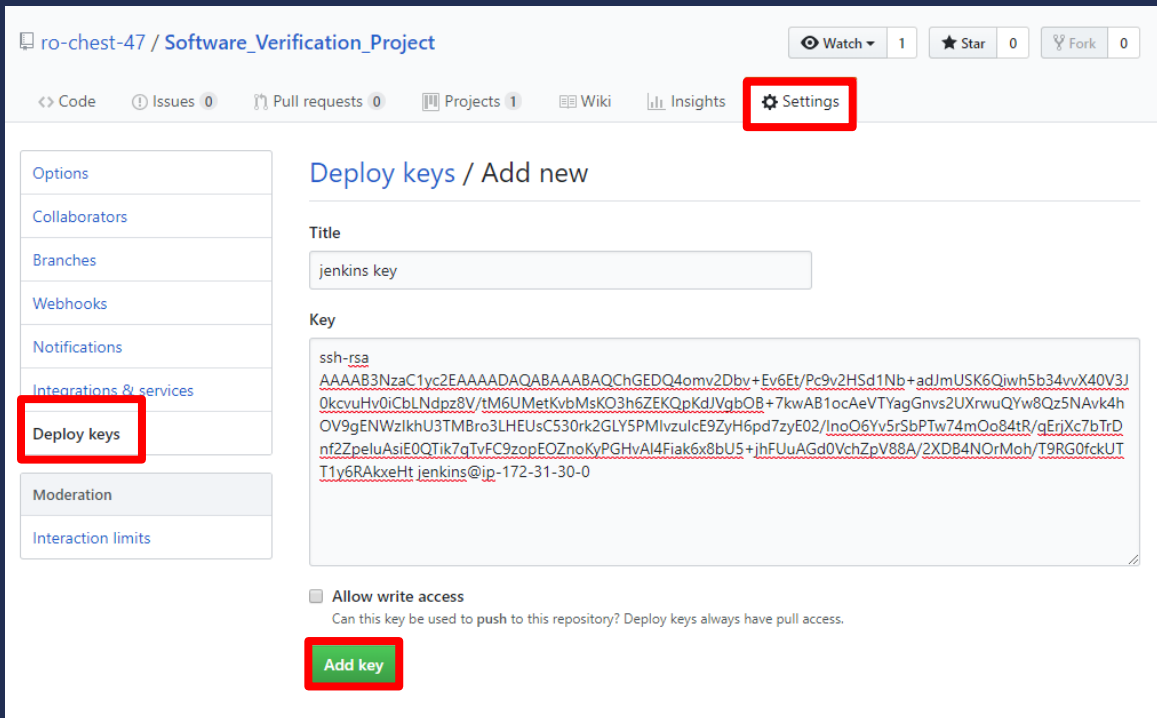 ro-chest-47 / Software_Verification_Project
Watch 1 Star 0 Fork 0
Code Issues 0 Pull requests 0 Projects 1 Wiki Insights Settings
Options
Collaborators
Branches
Webhooks
Notifications
Integrations & services
Deploy keys
Moderation
Interaction limits
Deploy keys / Add new
Title
jenkins key
Key
ssh-rsa
AAAAB3NzaC1yc2EAAAADAQABAAABAQChGEDQ4omv2Dbv+Ev6Et/Pc9v2HSd1Nb+adJmUSK6Qiwh5b34vvX40V3J
0kcvuHv0iCbLNdpz8V/tM6UMetKvbMsKO3h6ZEKQpKdJVgbOB+7kwAB1ocAeVTYagGnvs2UXrwuQYw8Qz5NAvk4h
OV9gENWzIkhU3TMBro3LHEUsC530rk2GLY5PMIvzuIcE9ZyH6pd7zyE02/InoO6Yv5rSbPTw74mOo84tR/qErjXc7bTrD
nf2ZpeluAsiE0QTik7qTvFC9zopEOZnoKyPGHvAl4Fiak6x8bU5+jhFUuAGd0VchZpV88A/2XDB4NOrMoh/T9RG0fckUT
T1y6RAkxeHt jenkins@ip-172-31-30-0
Allow write access
Can this key be used to push to this repository? Deploy keys always have pull access.
Add key